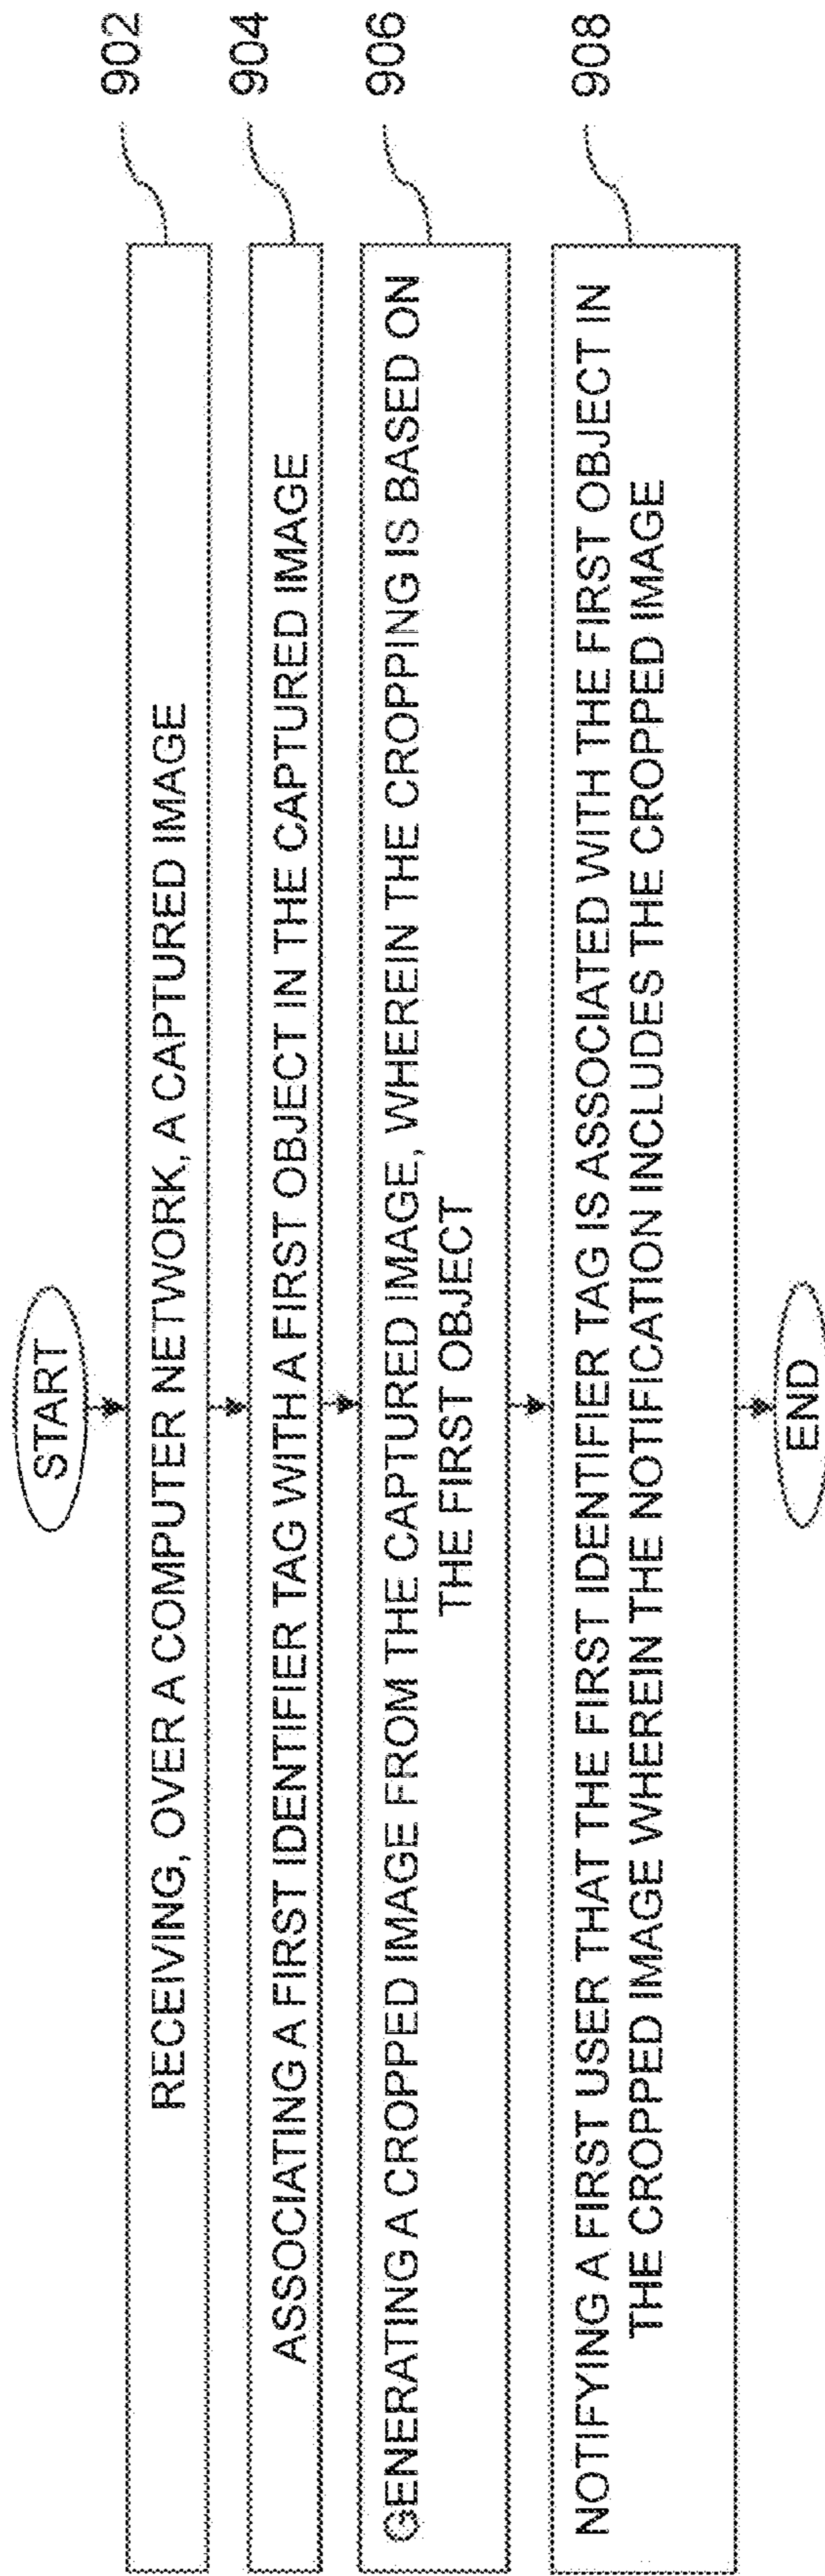 START
RECEIVING, OVER A COMPUTER NETWORK, A CAPTURED IMAGE
902
ASSOCIATING A FIRST IDENTIFIER TAG WITH A FIRST OBJECT IN THE CAPTURED IMAGE
904
GENERATING A CROPPED IMAGE FROM THE CAPTURED IMAGE, WHEREIN THE CROPPING IS BASED ON
THE FIRST OBJECT
906
NOTIFYING A FIRST USER THAT THE FIRST IDENTIFIER TAG IS ASSOCIATED WITH THE FIRST OBJECT IN
THE CROPPED IMAGE WHEREIN THE NOTIFICATION INCLUDES THE CROPPED IMAGE
908
END